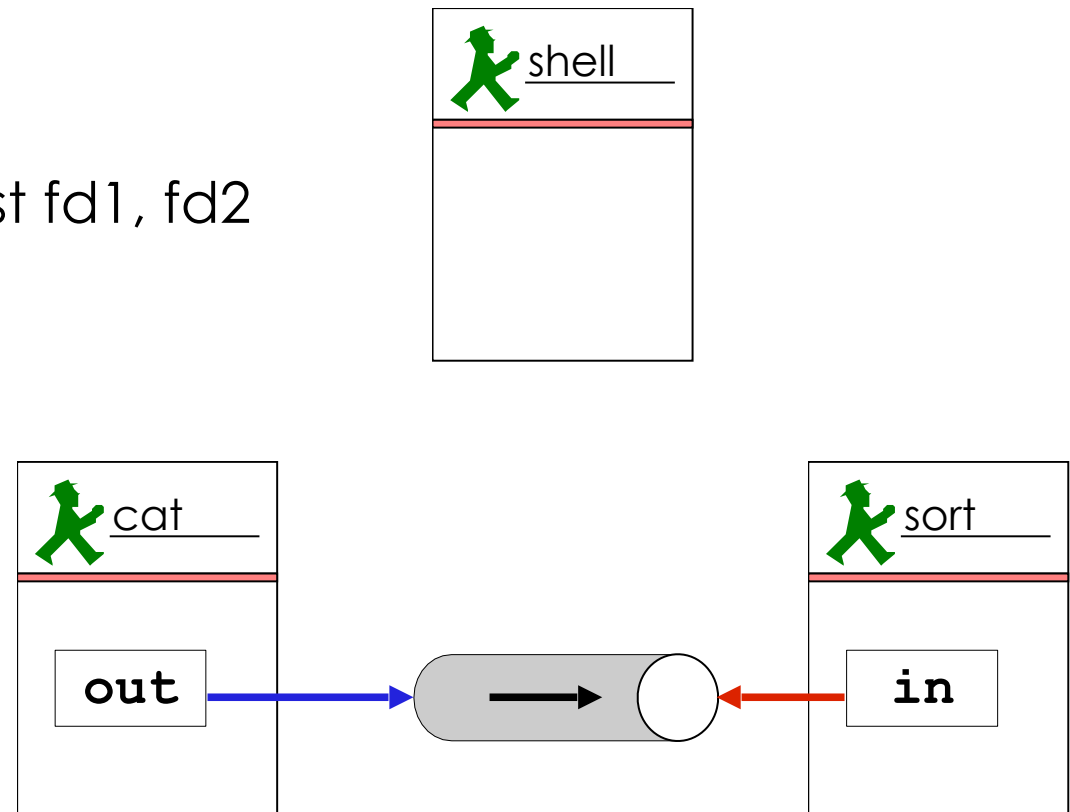 shell
st fd1, fd2
cat
sort
out
in